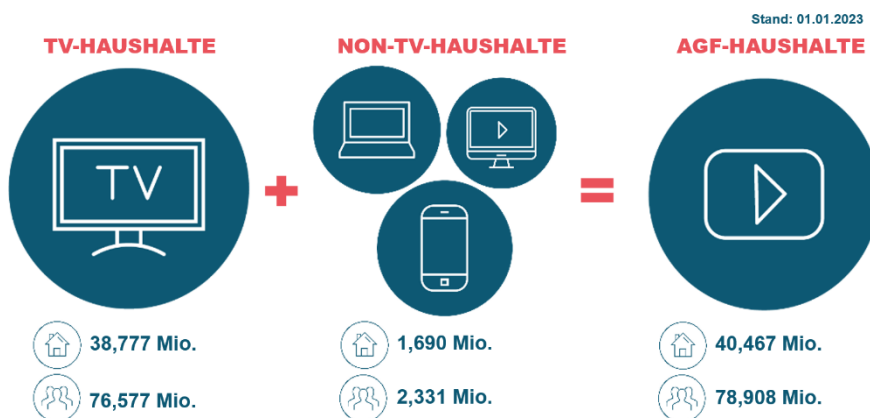 Stand: 01.01.2023
TV-HAUSHALTE
NON-TV-HAUSHALTE
AGF-HAUSHALTE
TV
+
=
38,777 Mio.
1,690 Mio.
40,467 Mio.
76,577 Mio.
2,331 Mio.
78,908 Mio.